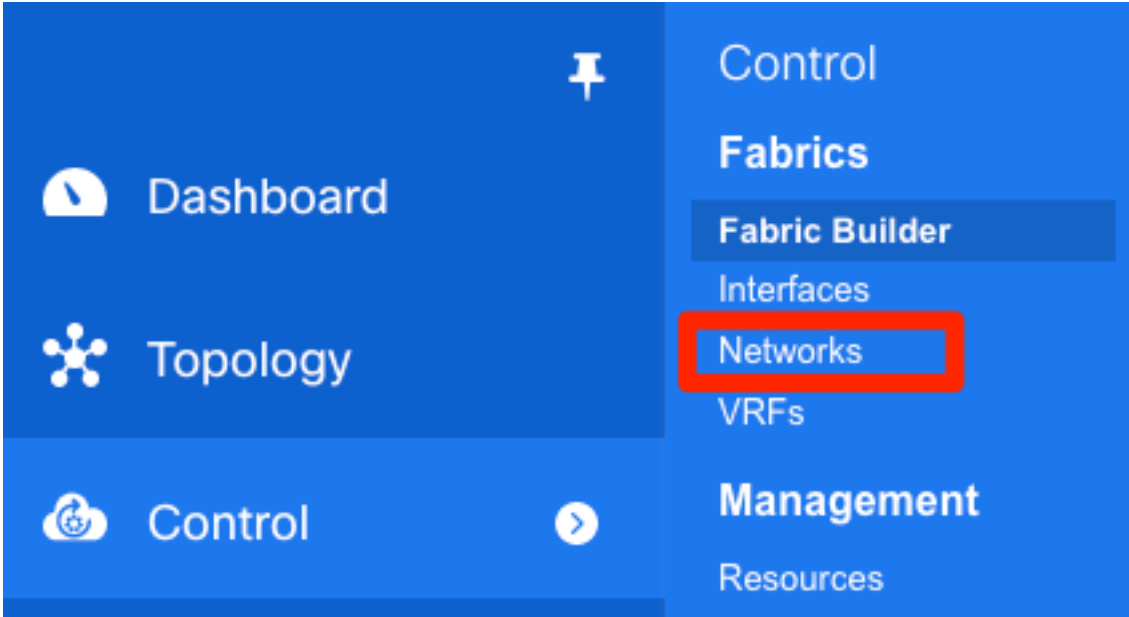 Dashboard
Topology
Control
Control
Fabrics
Fabric Builder
Interfaces
Networks
VRFs
Management
Resources